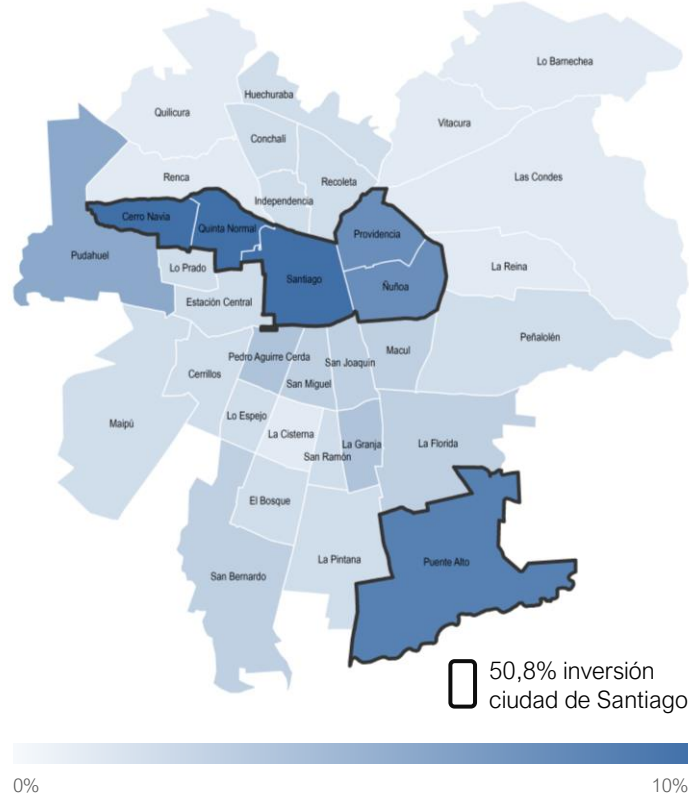 Lo Barnechea
Huechuraba
Quilicura
Vitacura
Conchalí
Renca
Recoleta
Las Condes
Independencia
Cerro Navia
Quinta Normal
Providencia
Pudahuel
Lo Prado
La Reina
Santiago
Ñuñoa
Estación Central
Peñalolén
Macul
Pedro Aguirre Cerda
San Joaquín
Cerrillos
San Miguel
Lo Espejo
Maipú
La Cisterna
La Granja
La Florida
San Ramón
El Bosque
La Pintana
Puente Alto
San Bernardo
50,8% inversión
ciudad de Santiago
0%
10%